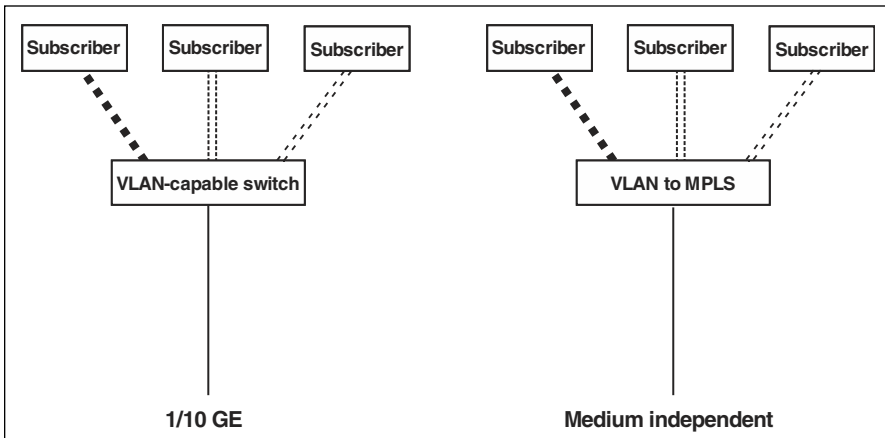 Subscriber Subscriber Subscriber Subscriber Subscriber Subscriber
VLAN-capable switch VLAN to MPLS
1/10 GE Medium independent